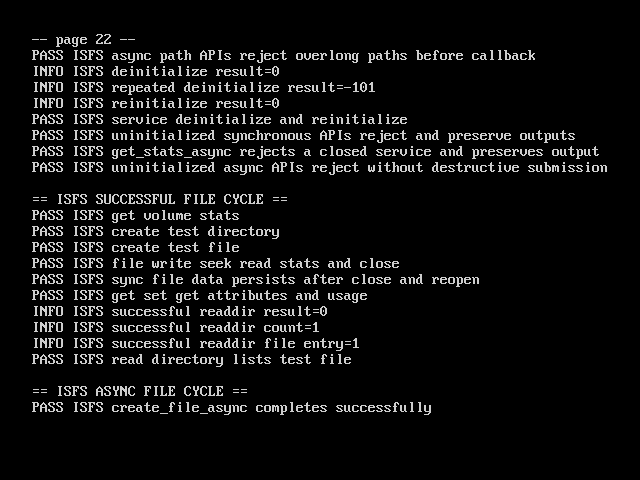 -- page 22 --
PASS ISFS async path APIs reject overlong paths before callback
INFO ISFS deinitialize result=0
INFO ISFS repeated deinitialize result=-101
INFO ISFS reinitialize result=0
PASS ISFS service deinitialize and reinitialize
PASS ISFS uninitialized synchronous APIs reject and preserve outputs
PASS ISFS get_stats_async rejects a closed service and preserves output
PASS ISFS uninitialized async APIs reject without destructive submission
== ISFS SUCCESSFUL FILE CYCLE ==
PASS ISFS get volume stats
PASS ISFS create test directory
PASS ISFS create test file
PASS ISFS file write seek read stats and close
PASS ISFS sync file data persists after close and reopen
PASS ISFS get set get attributes and usage
INFO ISFS successful readdir result=0
INFO ISFS successful readdir count=1
INFO ISFS successful readdir file entry=1
PASS ISFS read directory lists test file
== ISFS ASYNC FILE CYCLE ==
PASS ISFS create_file_async completes successfully